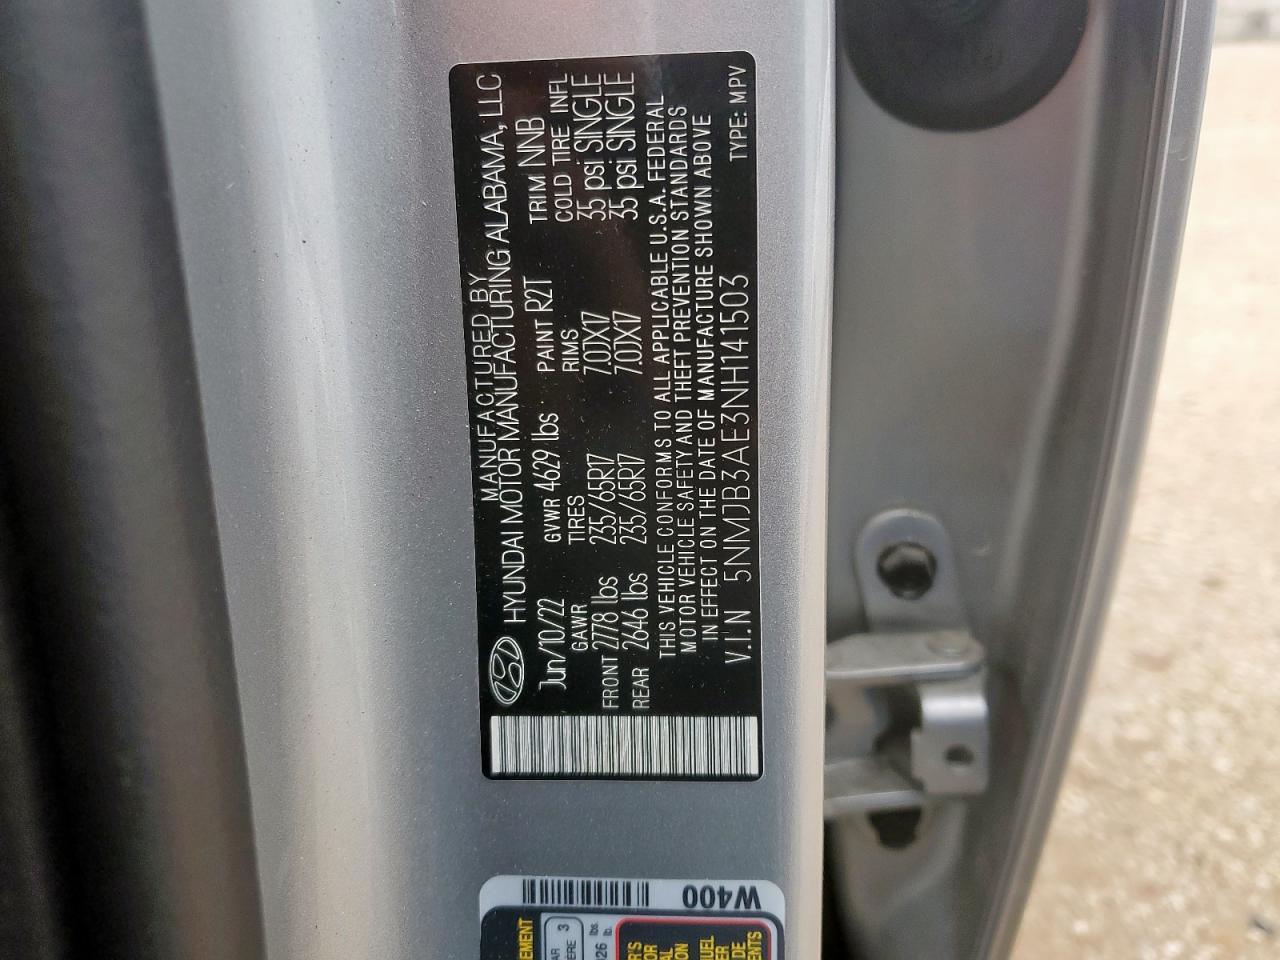 MANUFACTURED BY
HYUNDAI MOTOR MANUFACTURING ALABAMA, LLC
Jun/10/22 GVWR 4629 lbs PAINT R2T TRIM NNB
GAWR TIRES RIMS COLD TIRE INFL
FRONT 2778 lbs 235/65R17 7.0JX17 35 psi SINGLE
REAR 2646 lbs 235/65R17 7.0JX17 35 psi SINGLE
THIS VEHICLE CONFORMS TO ALL APPLICABLE U.S.A. FEDERAL
MOTOR VEHICLE SAFETY AND THEFT PREVENTION STANDARDS
IN EFFECT ON THE DATE OF MANUFACTURE SHOWN ABOVE
V.I.N 5NMJB3AE3NH141503 TYPE: MPV
W400
3
lbs.
lb.